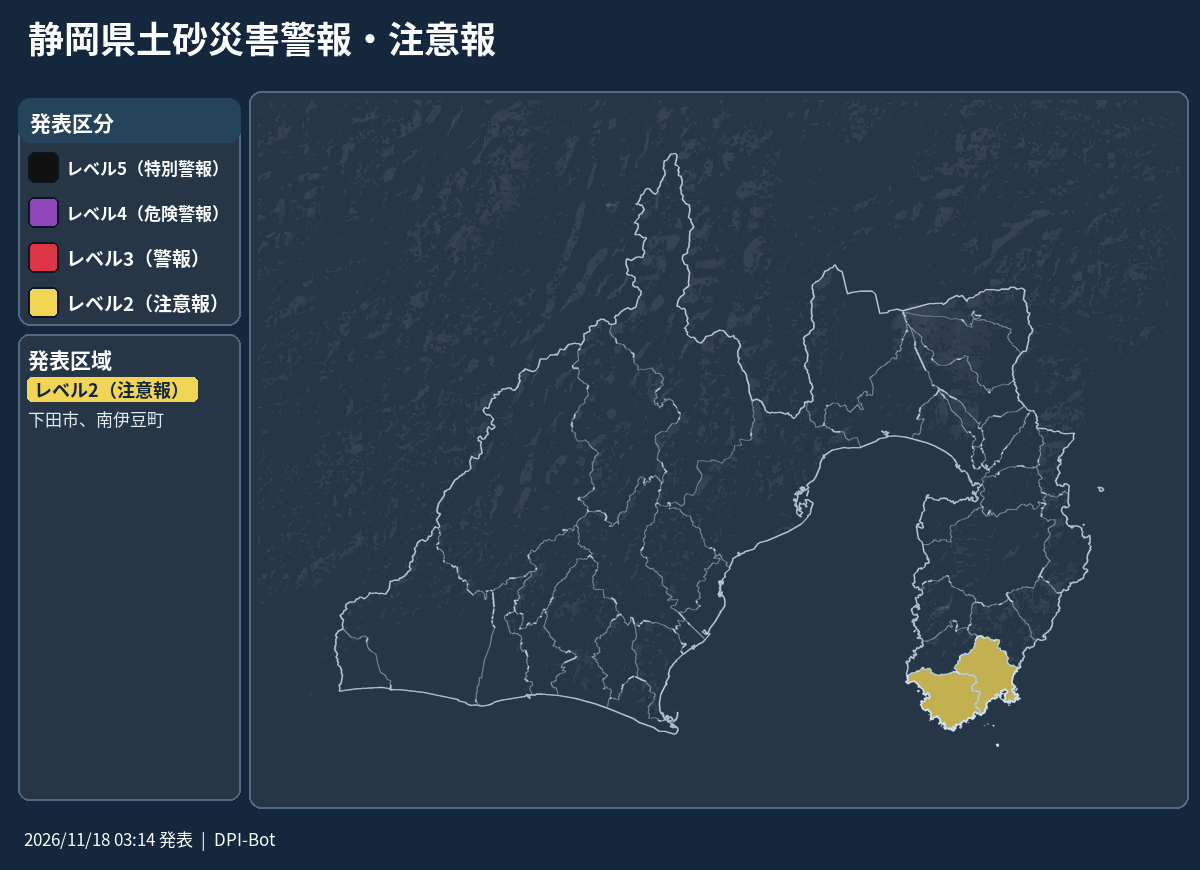 静岡県土砂災害警報・注意報
発表区分
レベル5（特別警報）
レベル4（危険警報）
レベル3（警報）
レベル2（注意報）
発表区域
レベル2（注意報）
下田市、南伊豆町
2026/11/18 03:14 発表｜DPI-Bot